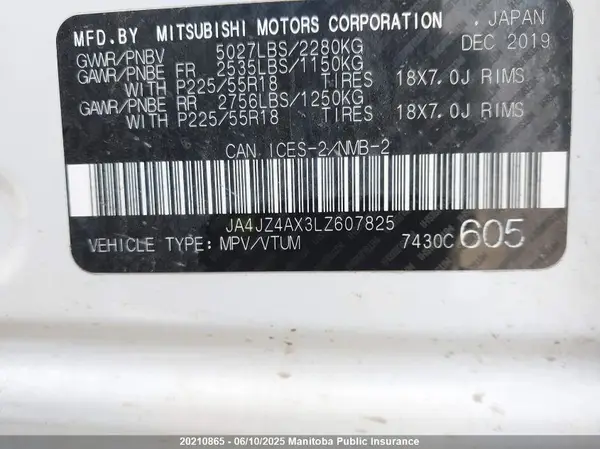 MFD.BY MITSUBISHI MOTORS CORPORATION . JAPAN
GVWR/PNBV 5027LBS/2280KG DEC 2019
GAWR/PNBE FR 2535LBS/1150KG
WITH P225/55R18 TIRES 18X7.0J RIMS
GAWR/PNBE RR 2756LBS/1250KG
WITH P225/55R18 TIRES 18X7.0J RIMS
CAN ICES-2/NMB-2
JA4JZ4AX3LZ607825
VEHICLE TYPE: MPV/VTUM 7430C 605
20210865 - 06/10/2025 Manitoba Public Insurance